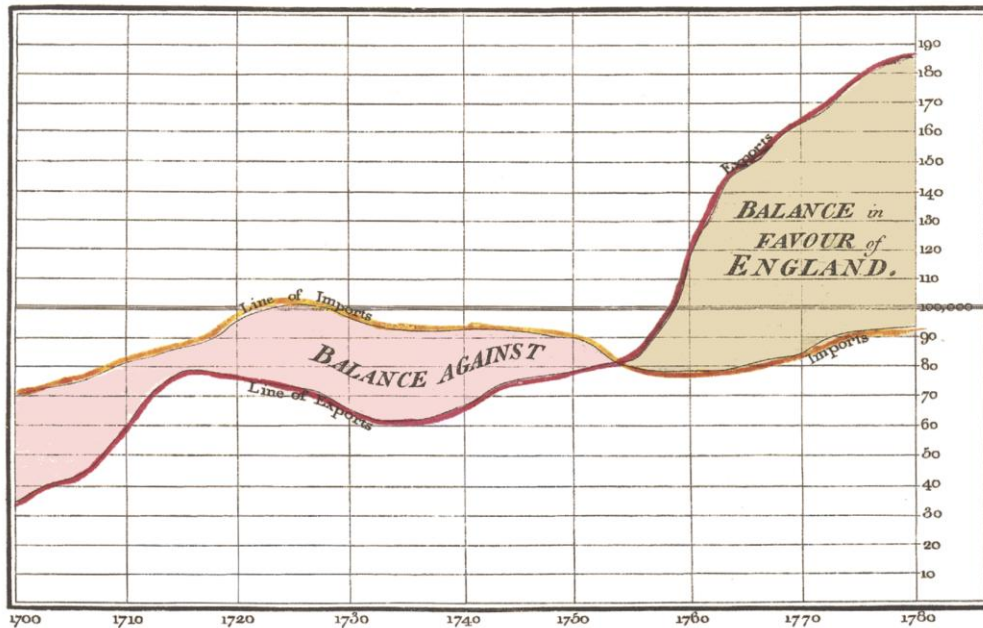 190
180
170
160
150
140
130
120
110
100,000
90
80
70
60
50
40
30
20
10
Exports
BALANCE in
FAVOUR of
ENGLAND.
Line of Imports
BALANCE AGAINST
Imports
Line of Exports
1700 1710 1720 1730 1740 1750 1760 1770 1780